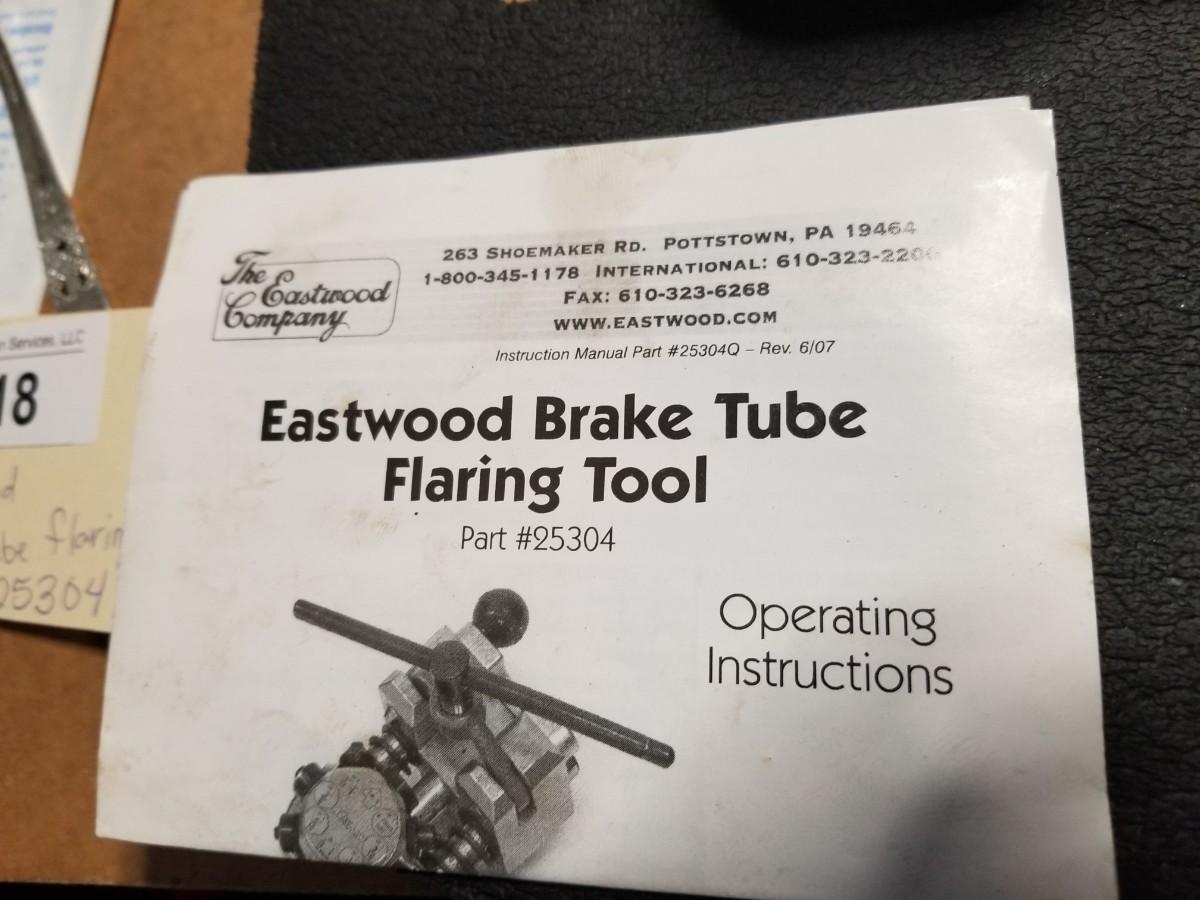 The
Eastwood
Company
263 SHOEMAKER RD. POTTSTOWN, PA 19464
1-800-345-1178 INTERNATIONAL: 610-323-2200
FAX: 610-323-6268
WWW.EASTWOOD.COM
Instruction Manual Part #25304Q – Rev. 6/07
Eastwood Brake Tube
Flaring Tool
Part #25304
Operating
Instructions
n Services, LLC
18
d
be flarin
25304